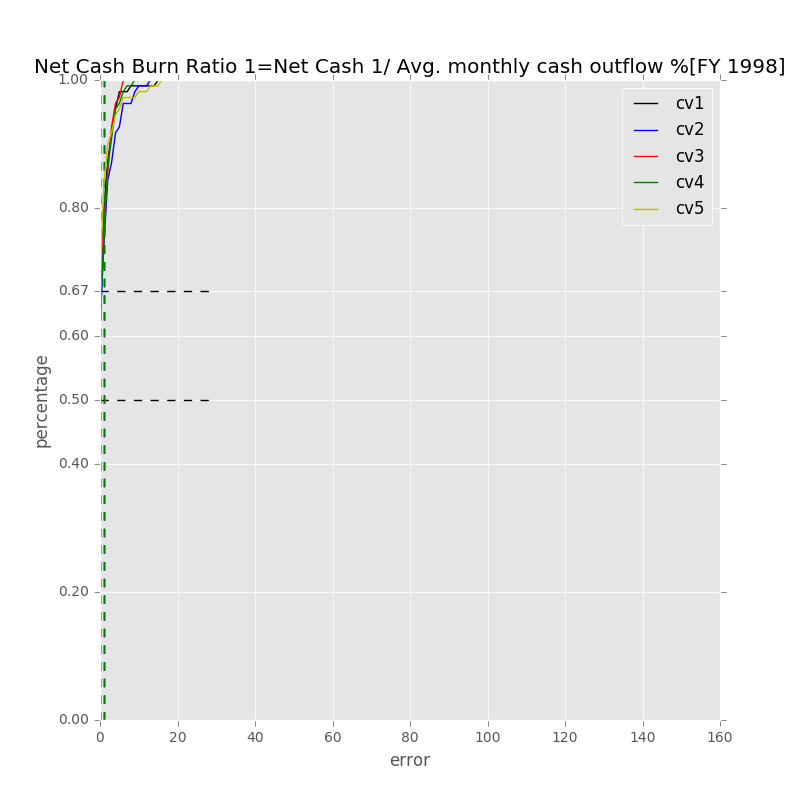 Net Cash Burn Ratio 1=Net Cash 1/ Avg. monthly cash outflow %[FY 1998]
1.00
0.80
0.67
0.60
0.50
0.40
0.20
0.00
percentage
cv1
cv2
cv3
cv4
cv5
0 20 40 60 80 100 120 140 160
error